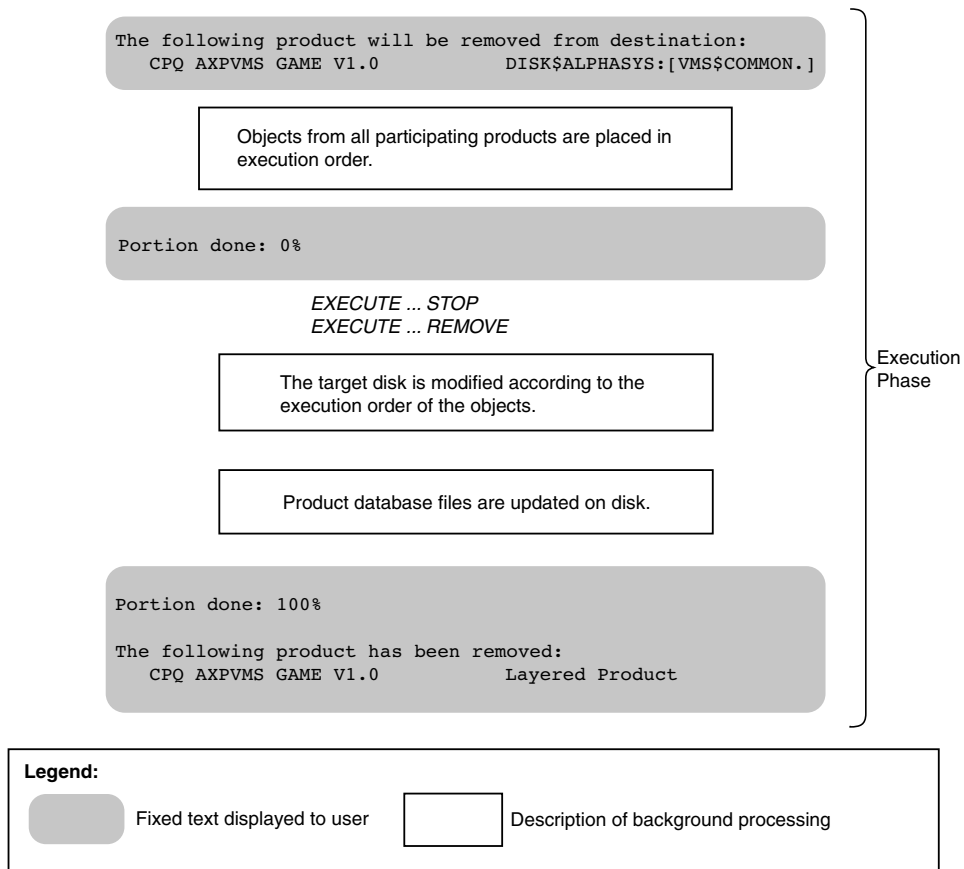 The following product will be removed from destination:
CPQ AXPVMS GAME V1.0 DISK$ALPHASYS:[VMS$COMMON.]
Objects from all participating products are placed in
execution order.
Portion done: 0%
EXECUTE ... STOP
EXECUTE ... REMOVE
The target disk is modified according to the
execution order of the objects.
Execution
Phase
Product database files are updated on disk.
Portion done: 100%
The following product has been removed:
CPQ AXPVMS GAME V1.0 Layered Product
Legend:
Fixed text displayed to user
Description of background processing